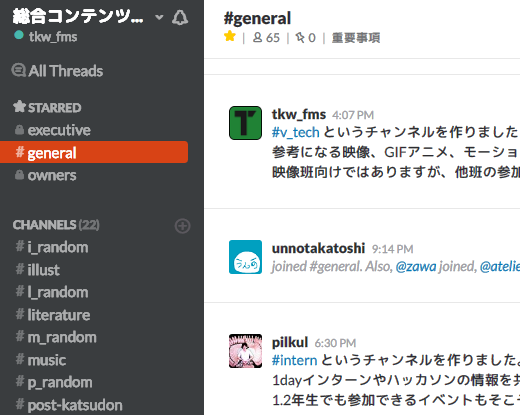 総合コンテンツ...
tkw_fms
All Threads
STARRED
executive
# general
owners
CHANNELS (22)
# i_random
# illust
# l_random
# literature
# m_random
# music
# p_random
# post-katsudon
#general
65 | 0 | 重要事項
tkw_fms 4:07 PM
#v_tech というチャンネルを作りました
参考になる映像、GIFアニメ、モーショ
映像班向けではありますが、他班の参加
unnotakatoshi 9:14 PM
joined #general. Also, @zawa joined, @atelie
pilkul 6:30 PM
#intern というチャンネルを作りました。
1dayインターンやハッカソンの情報を共
1.2年生でも参加できるイベントもそこ